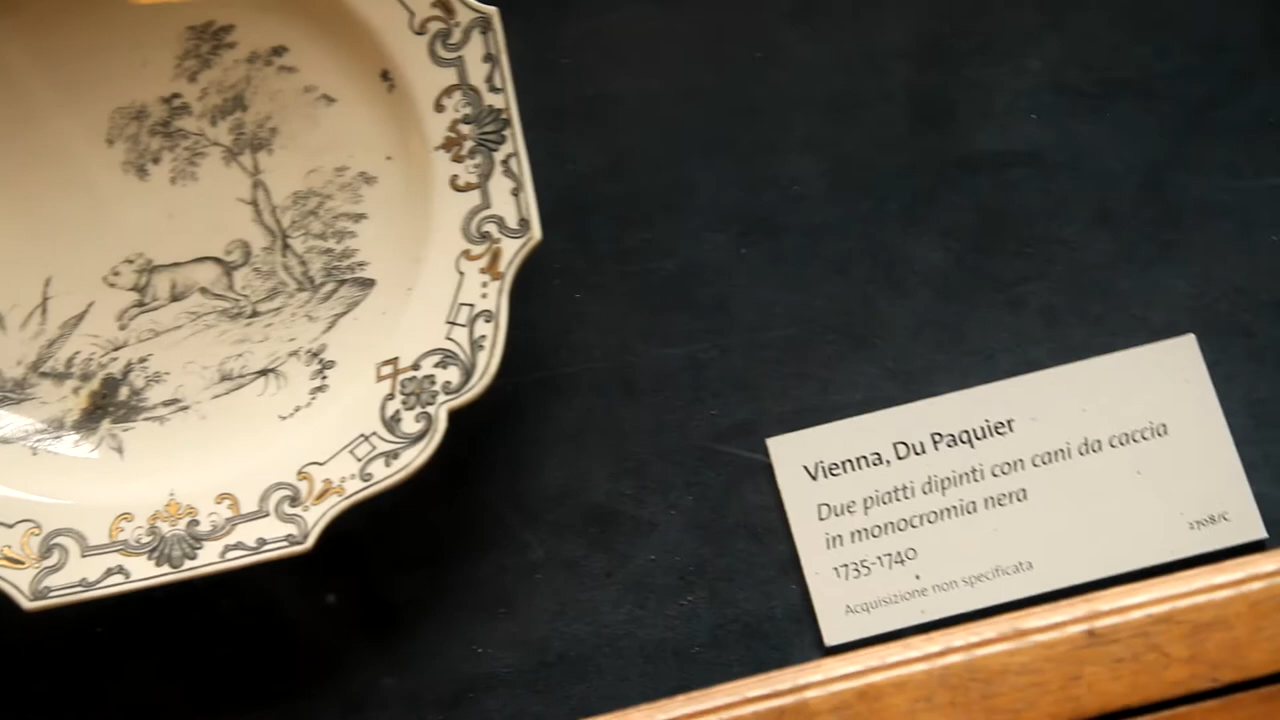 Vienna, Du Paquier
Due piatti dipinti con cani da caccia
in monocromia nera
1735-1740
Acquisizione non specificata
2708/C